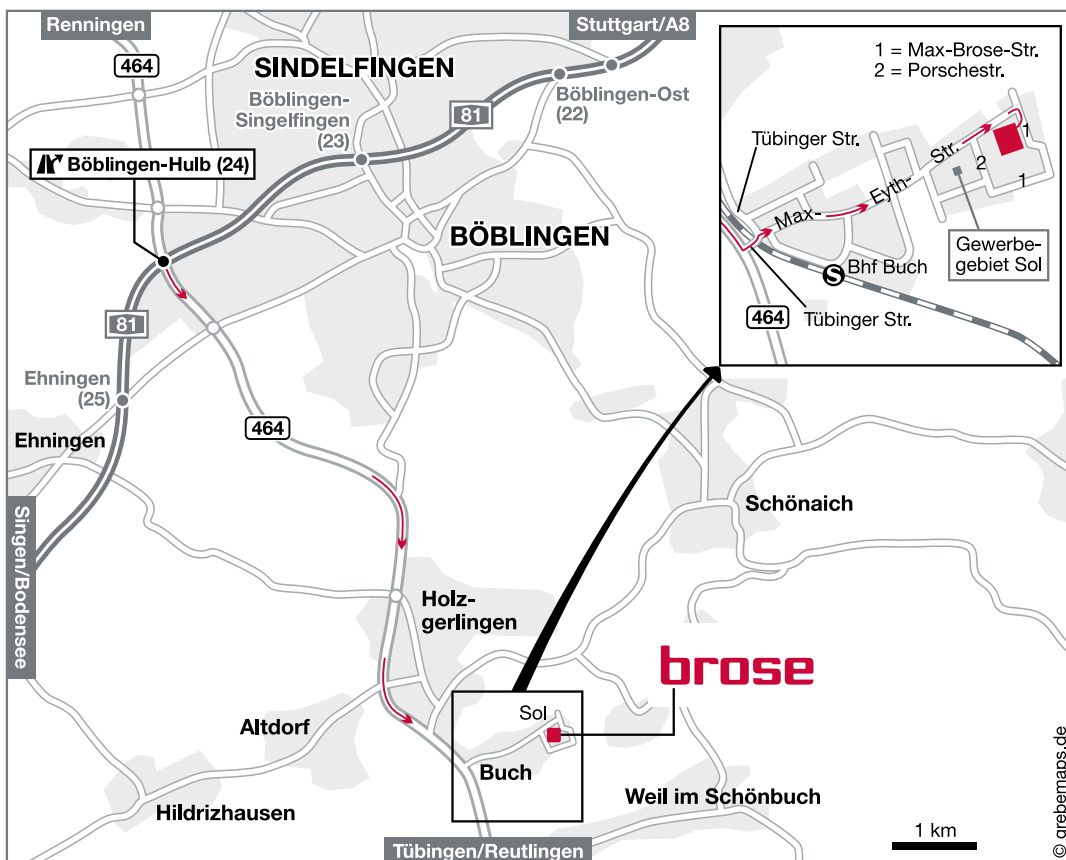 Renningen
Stuttgart/A8
464
SINDELFINGEN
Böblingen-
Singelfingen
(23)
81
Böblingen-Ost
(22)
Böblingen-Hulb (24)
BÖBLINGEN
81
Ehningen
(25)
Ehningen
464
Singen/Bodensee
Schönaich
Holz-
gerlingen
brose
Altdorf
Sol
Buch
Hildrizhausen
Weil im Schönbuch
Tübingen/Reutlingen
1 km
© grebemaps.de
1 = Max-Brose-Str.
2 = Porschestr.
Tübinger Str.
Max-
Eyth-
Str.
1
2
1
Gewerbe-
gebiet Sol
S
Bhf Buch
464
Tübinger Str.